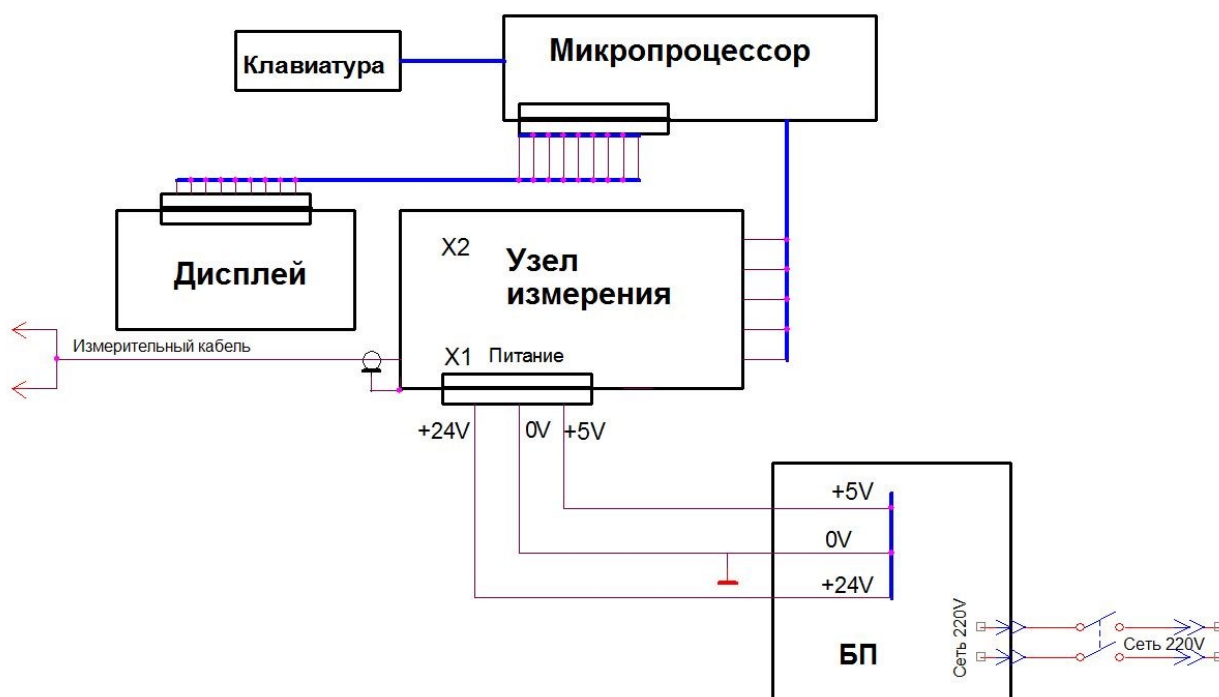 Микропроцессор
Клавиатура
Дисплей
X2
Узел
измерения
Измерительный кабель
X1
Питание
+24V
0V
+5V
+5V
0V
+24V
БП
Сеть 220V
Сеть 220V